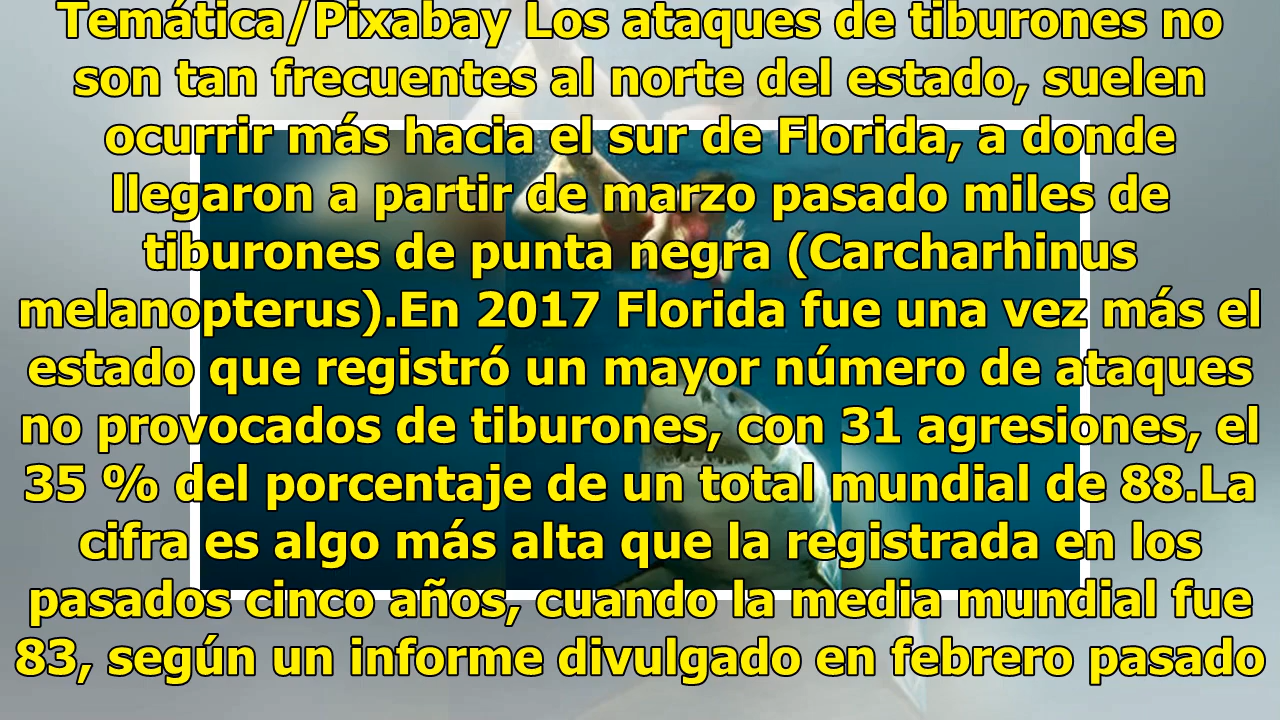 Temática/Pixabay Los ataques de tiburones no
son tan frecuentes al norte del estado, suelen
ocurrir más hacia el sur de Florida, a donde
llegaron a partir de marzo pasado miles de
tiburones de punta negra (Carcharhinus
melanopterus).En 2017 Florida fue una vez más el
estado que registró un mayor número de ataques
no provocados de tiburones, con 31 agresiones, el
35 % del porcentaje de un total mundial de 88.La
cifra es algo más alta que la registrada en los
pasados cinco años, cuando la media mundial fue
83, según un informe divulgado en febrero pasado